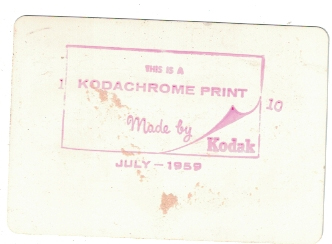 THIS IS A
KODACHROME PRINT
1
10
Made by
Kodak
JULY-1959